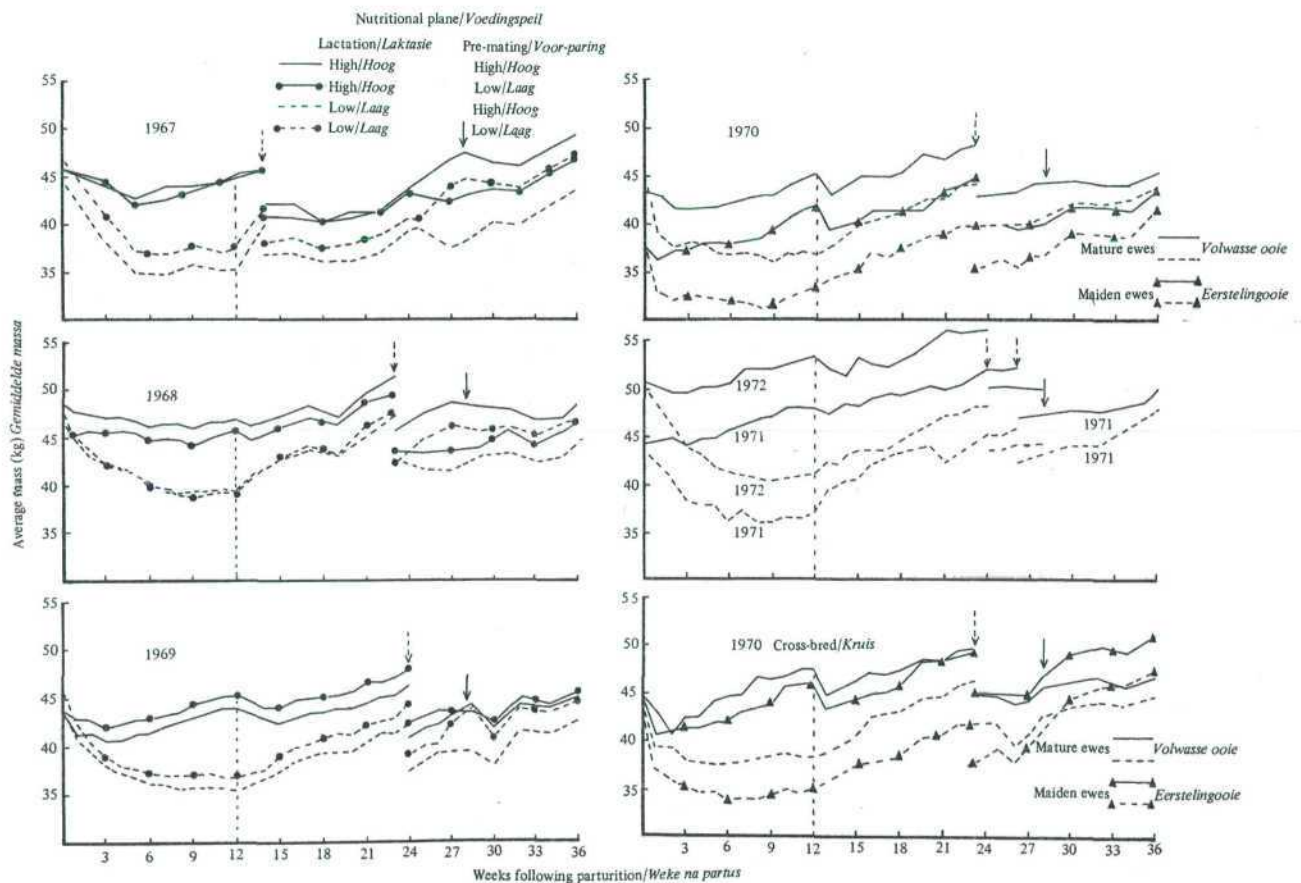 Nutritional plane/Voedingspeil
Lactation/Laktasie Pre-mating/Voor-paring
High/Hoog High/Hoog
High/Hoog Low/Laag
Low/Laag High/Hoog
Low/Laag Low/Laag
Average mass (kg) Gemiddelde massa
55
50
45
40
35
1967
55
50
45
40
35
1968
55
50
45
40
35
1969
3 6 9 12 15 18 21 24 27 30 33 36
1970
Mature ewes Volwasse ooie
Maiden ewes Eerstelingooie
55
50
45
40
35
1972
1971
1971
1971
1972
1971
55
50
45
40
35
1970 Cross-bred/Kruis
Mature ewes Volwasse ooie
Maiden ewes Eerstelingooie
55
50
45
40
35
3 6 9 12 15 18 21 24 27 30 33 36
Weeks following parturition/Weke na partus